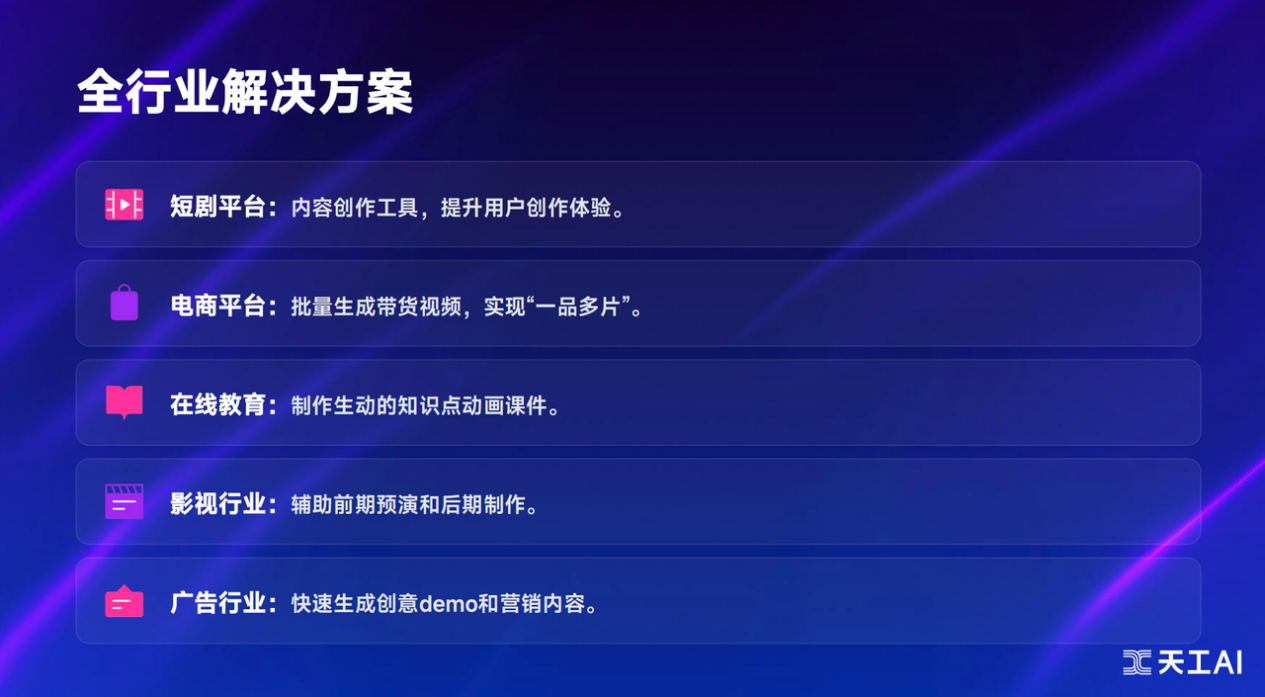 全行业解决方案
短剧平台：内容创作工具，提升用户创作体验。
电商平台：批量生成带货视频，实现“一品多片”。
在线教育：制作生动的知识点动画课件。
影视行业：辅助前期预演和后期制作。
广告行业：快速生成创意demo和营销内容。
天工AI